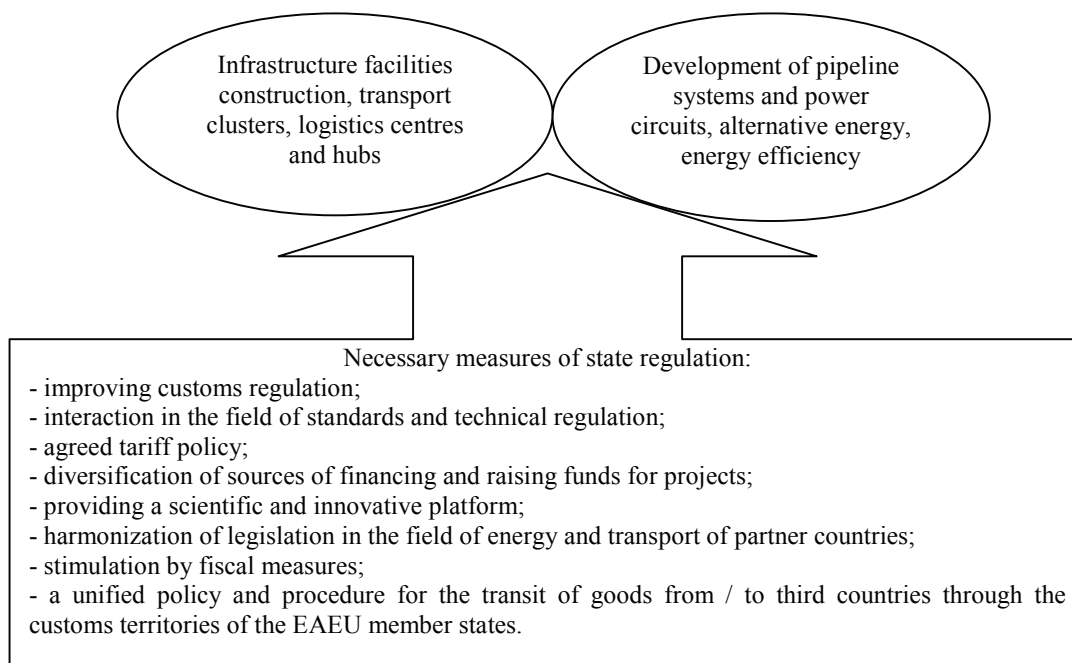 Infrastructure facilities
construction, transport
clusters, logistics centres
and hubs
Development of pipeline
systems and power
circuits, alternative energy,
energy efficiency
Necessary measures of state regulation:
- improving customs regulation;
- interaction in the field of standards and technical regulation;
- agreed tariff policy;
- diversification of sources of financing and raising funds for projects;
- providing a scientific and innovative platform;
- harmonization of legislation in the field of energy and transport of partner countries;
- stimulation by fiscal measures;
- a unified policy and procedure for the transit of goods from / to third countries through the
customs territories of the EAEU member states.